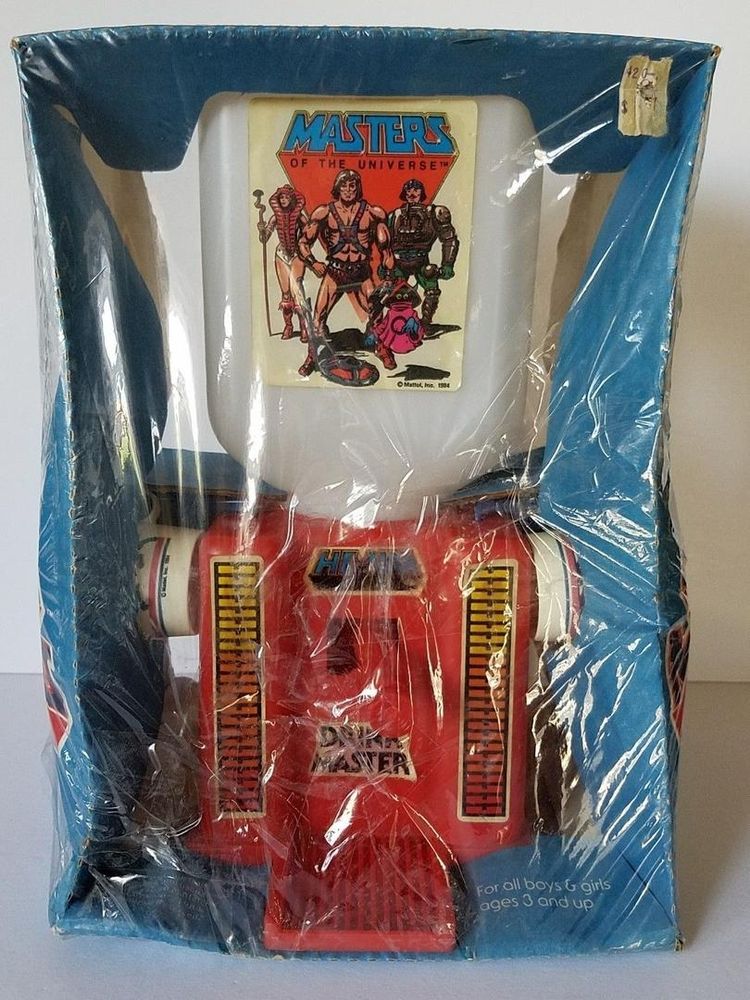 MASTERS
OF THE UNIVERSE™
© Mattel, Inc. 1984
HE-MAN
DRINK
MASTER
For all boys & girls
ages 3 and up